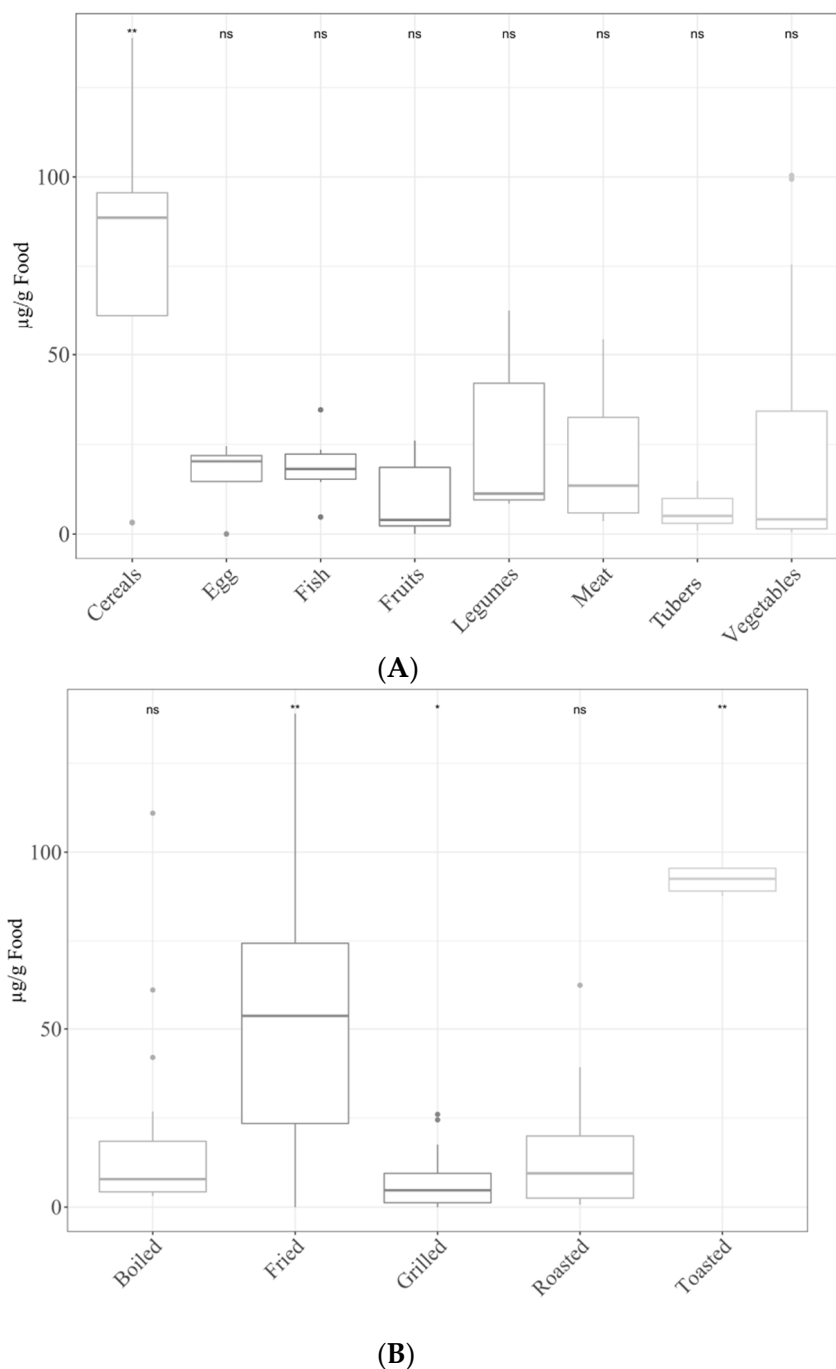 ** ns ns ns ns ns ns ns
100
50
0
µg/g Food
Cereals Egg Fish Fruits Legumes Meat Tubers Vegetables
(A)
ns ** * ns **
100
50
0
µg/g Food
Boiled Fried Grilled Roasted Toasted
(B)